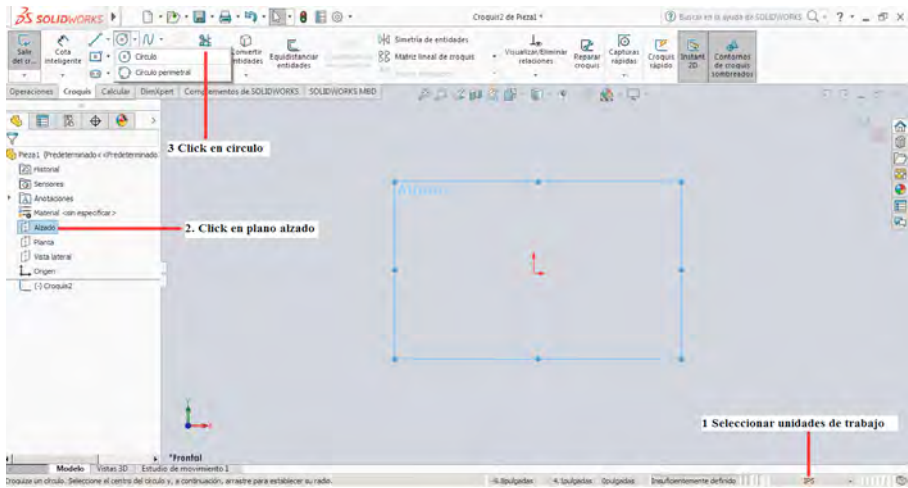 SOLIDWORKS
Croquis2 de Pieza1 *
Buscar en la ayuda de SOLIDWORKS
Salir del cr...
Cota inteligente
Círculo
Círculo perimetral
Convertir entidades
Equidistanciar entidades
Simetría de entidades
Matriz lineal de croquis
Visualizar/Eliminar relaciones
Reparar croquis
Capturas rápidas
Croquis rápido
Instant 2D
Contornos de croquis sombreados
Operaciones
Croquis
Calcular
DimXpert
Complementos de SOLIDWORKS
SOLIDWORKS MBD
3 Click en circulo
Pieza1 (Predeterminado<<Predeterminado
Historial
Sensores
Anotaciones
Material <sin especificar>
Alzado
2. Click en plano alzado
Planta
Vista lateral
Origen
(-) Croquis2
Alzado
1 Seleccionar unidades de trabajo
*Frontal
Modelo
Vistas 3D
Estudio de movimiento 1
Croquiza un círculo. Seleccione el centro del círculo y, a continuación, arrastre para establecer su radio.
Insuficientemente definido
IPS